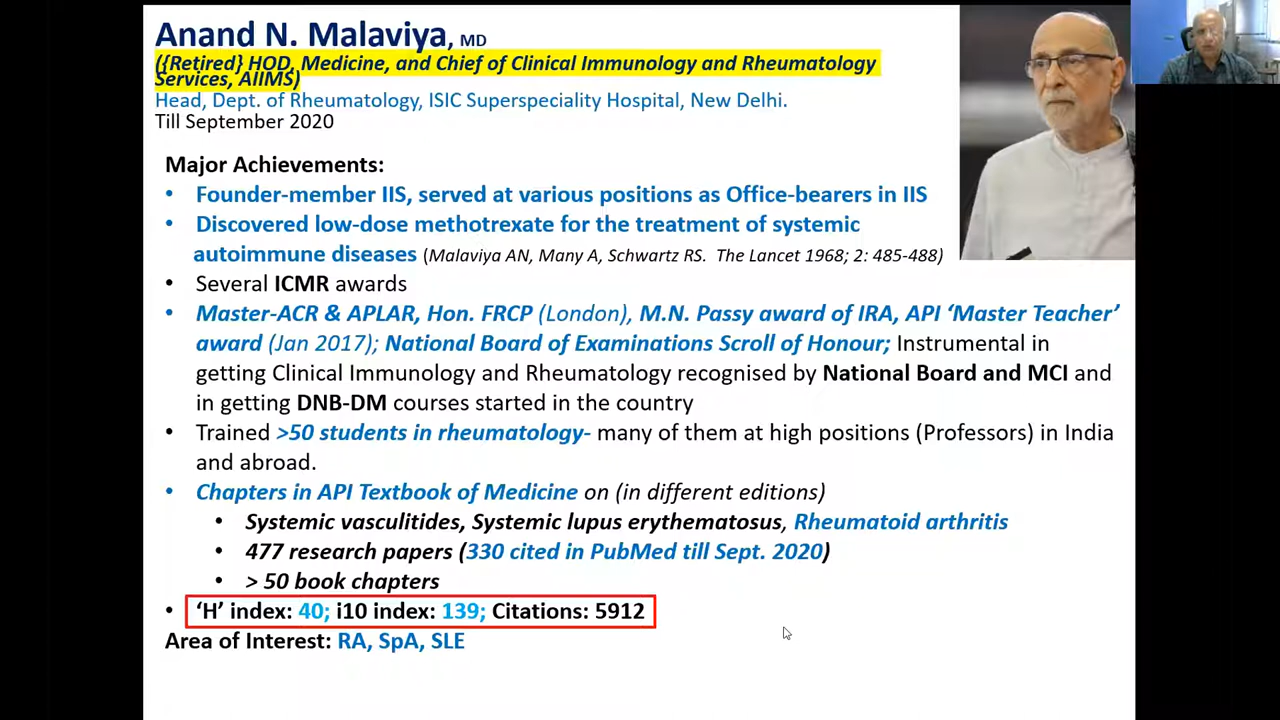 Anand N. Malaviya, MD
({Retired} HOD, Medicine, and Chief of Clinical Immunology and Rheumatology
Services, AIIMS)
Head, Dept. of Rheumatology, ISIC Superspeciality Hospital, New Delhi.
Till September 2020
Major Achievements:
• Founder-member IIS, served at various positions as Office-bearers in IIS
• Discovered low-dose methotrexate for the treatment of systemic
autoimmune diseases (Malaviya AN, Many A, Schwartz RS. The Lancet 1968; 2: 485-488)
• Several ICMR awards
• Master-ACR & APLAR, Hon. FRCP (London), M.N. Passy award of IRA, API ‘Master Teacher’
award (Jan 2017); National Board of Examinations Scroll of Honour; Instrumental in
getting Clinical Immunology and Rheumatology recognised by National Board and MCI and
in getting DNB-DM courses started in the country
• Trained >50 students in rheumatology- many of them at high positions (Professors) in India
and abroad.
• Chapters in API Textbook of Medicine on (in different editions)
• Systemic vasculitides, Systemic lupus erythematosus, Rheumatoid arthritis
• 477 research papers (330 cited in PubMed till Sept. 2020)
• > 50 book chapters
• ‘H’ index: 40; i10 index: 139; Citations: 5912
Area of Interest: RA, SpA, SLE